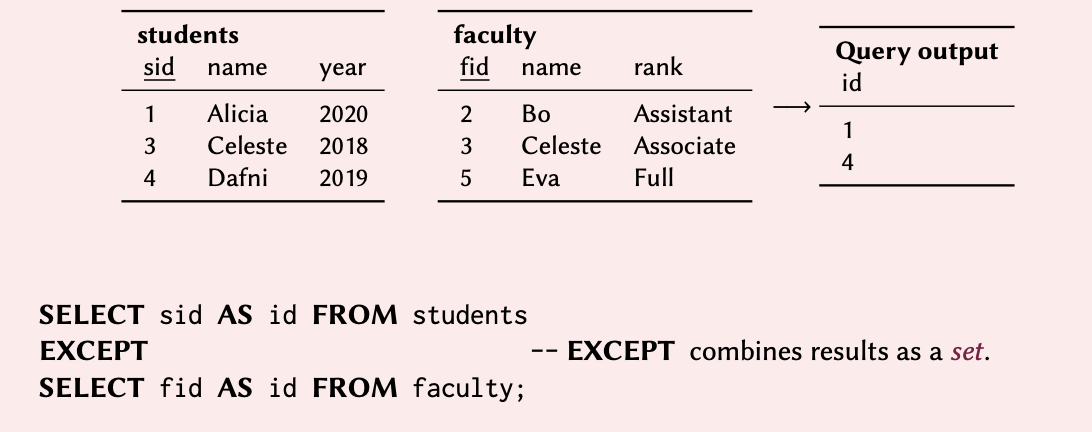 students
sid name year
1 Alicia 2020
3 Celeste 2018
4 Dafni 2019
faculty
fid name rank
2 Bo Assistant
3 Celeste Associate
5 Eva Full
→
Query output
id
1
4
SELECT sid AS id FROM students
EXCEPT -- EXCEPT combines results as a set.
SELECT fid AS id FROM faculty;